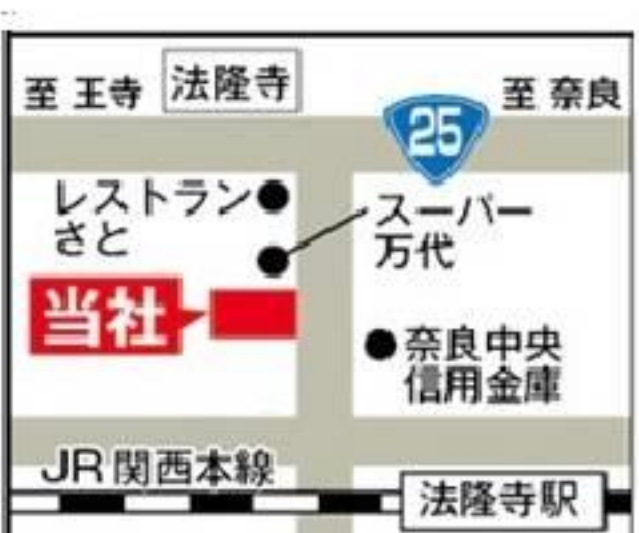 至 王寺
法隆寺
25
至 奈良
レストラン
さと
スーパー
万代
当社
奈良中央
信用金庫
JR関西本線
法隆寺駅